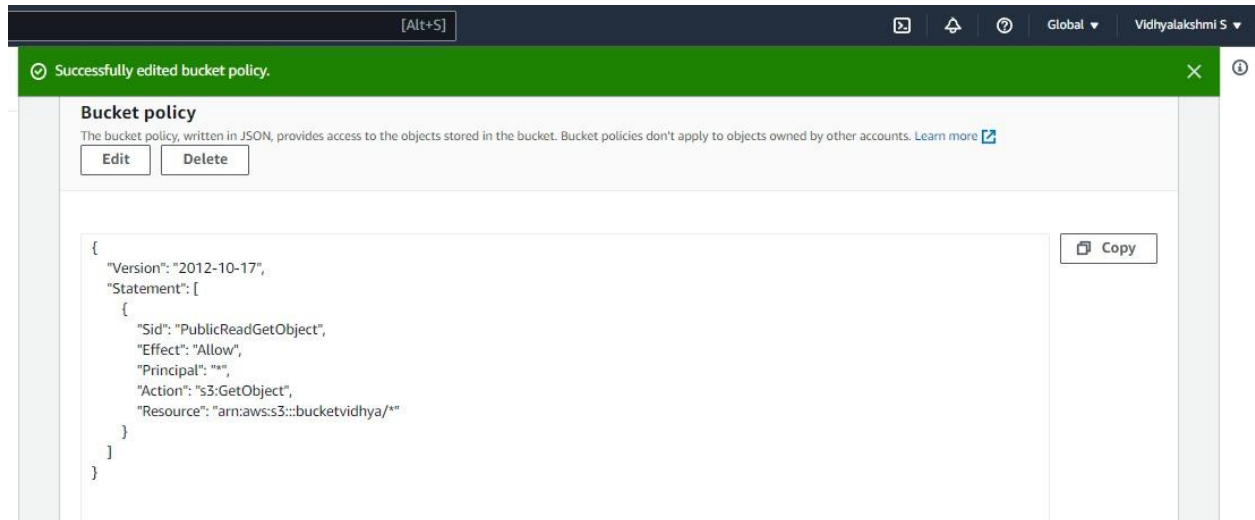 [Alt+S] Global Vidhyalakshmi S
Successfully edited bucket policy.
Bucket policy
The bucket policy, written in JSON, provides access to the objects stored in the bucket. Bucket policies don't apply to objects owned by other accounts. Learn more
Edit Delete
Copy
{
"Version": "2012-10-17",
"Statement": [
{
"Sid": "PublicReadGetObject",
"Effect": "Allow",
"Principal": "*",
"Action": "s3:GetObject",
"Resource": "arn:aws:s3:::bucketvidhya/*"
}
]
}